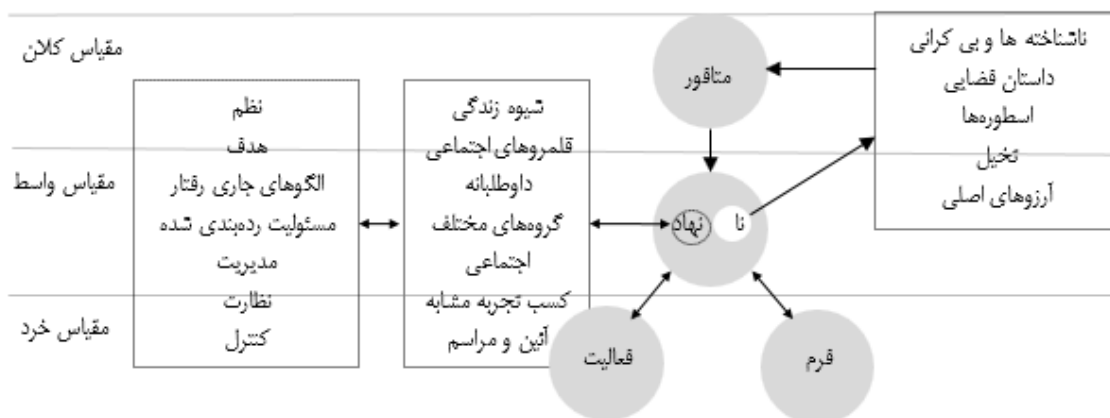 مقیاس کلان
مقیاس واسط
مقیاس خرد
ناشناخته ها و بی کرانی
داستان فضایی
اسطوره‌ها
تخیل
آرزوهای اصلی
متافور
نا
نهاد
فرم
فعالیت
شیوه زندگی
قلمروهای اجتماعی
داوطلبانه
گروه‌های مختلف
اجتماعی
کسب تجربه مشابه
آئین و مراسم
نظم
هدف
الگوهای جاری رفتار
مسئولیت رده‌بندی شده
مدیریت
نظارت
کنترل